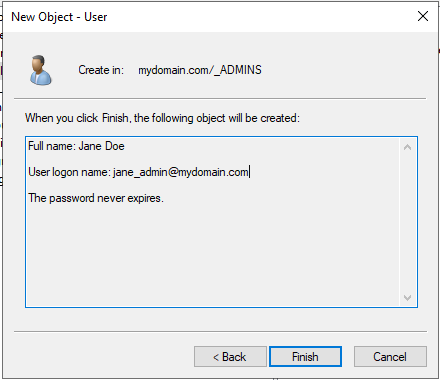 New Object - User
Create in: mydomain.com/_ADMINS
When you click Finish, the following object will be created:
Full name: Jane Doe
User logon name: jane_admin@mydomain.com
The password never expires.
< Back
Finish
Cancel